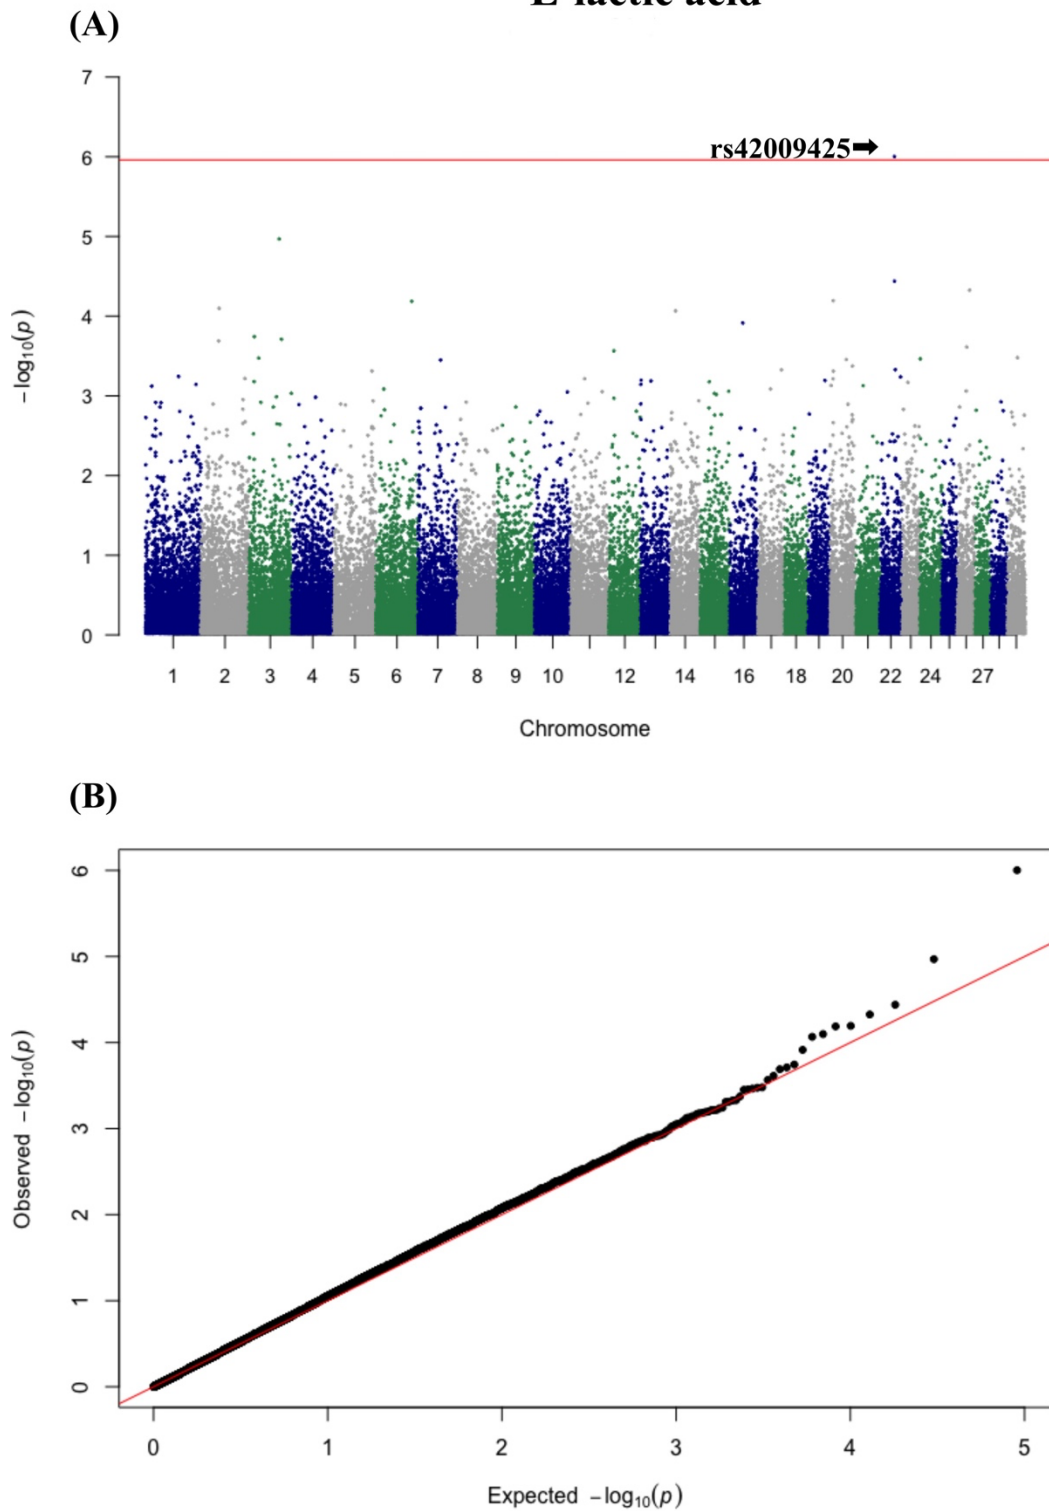 L-lactic acid
(A)
7
6
5
4
3
2
1
0
−log10(p)
rs42009425
1 2 3 4 5 6 7 8 9 10 12 14 16 18 20 22 24 27
Chromosome
(B)
6
5
4
3
2
1
0
Observed −log10(p)
0 1 2 3 4 5
Expected −log10(p)